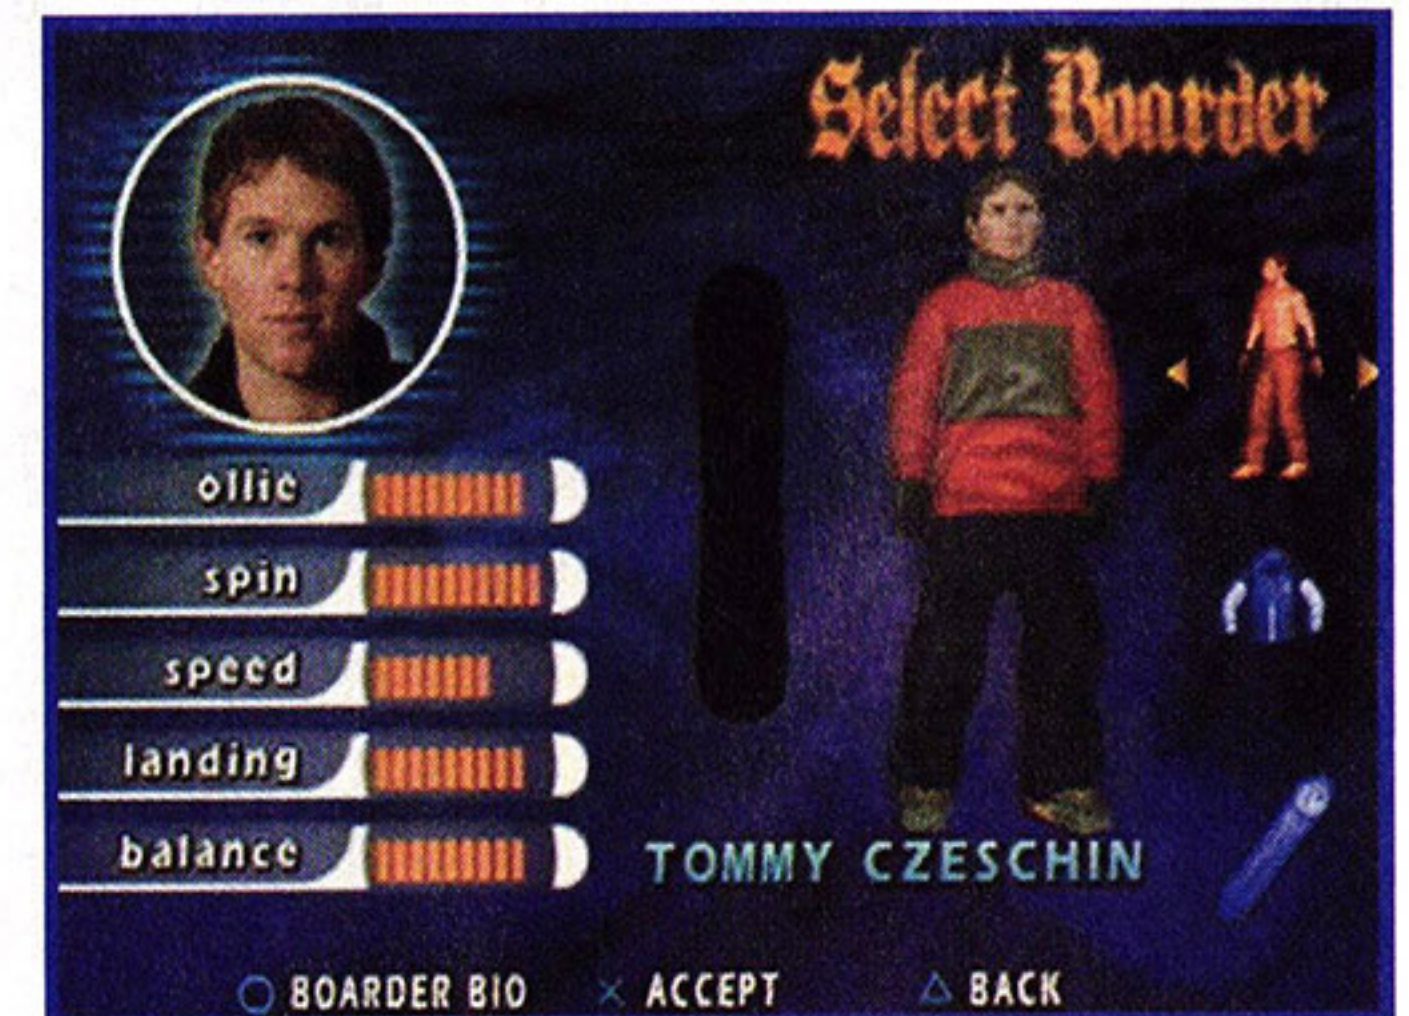 Select Boarder
ollie
spin
speed
landing
balance
TOMMY CZESCHIN
BOARDER BIO
ACCEPT
BACK